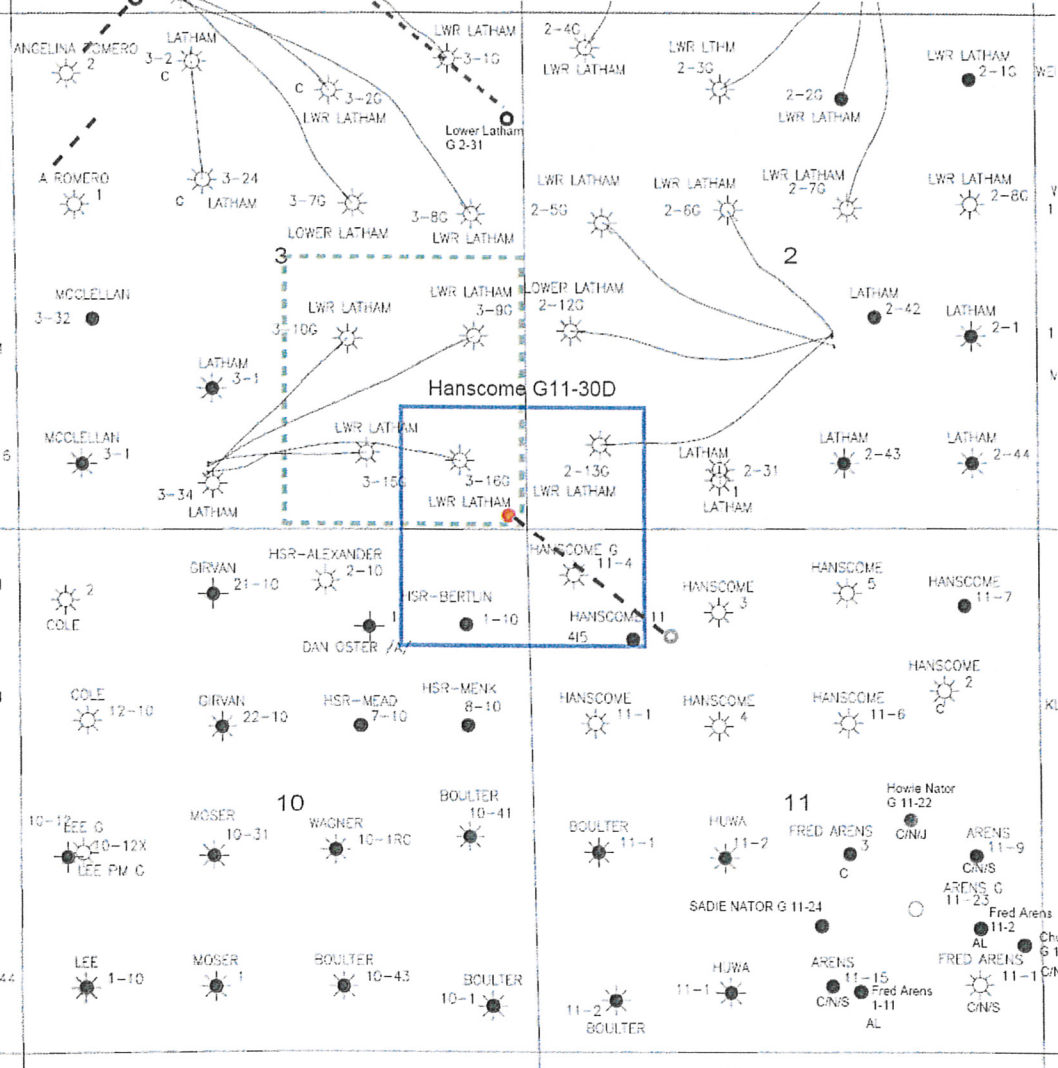 LATHAM
LWR LATHAM
2-4G
ANGELINA ROMERO
2
3-2
C
3-1G
LWR LATHAM
LWR LTHM
2-3G
LWR LATHAM
2-1G
C
3-2G
LWR LATHAM
2-2G
LWR LATHAM
Lower Latham
G 2-31
A ROMERO
1
3-24
C
LATHAM
3-7G
LOWER LATHAM
3-8G
LWR LATHAM
LWR LATHAM
2-5G
LWR LATHAM
2-6G
LWR LATHAM
2-7G
LWR LATHAM
2-8G
3
2
MCCLELLAN
3-32
LWR LATHAM
3-10G
LWR LATHAM
3-9G
LOWER LATHAM
2-12G
LATHAM
2-42
LATHAM
2-1
LATHAM
3-1
Hanscome G11-30D
6
MCCLELLAN
3-1
3-34
LATHAM
LWR LATHAM
3-15G
3-16G
LWR LATHAM
2-13G
LWR LATHAM
LATHAM
2-31
1
LATHAM
LATHAM
2-43
LATHAM
2-44
2
COLE
GIRVAN
21-10
HSR-ALEXANDER
2-10
1
DAN OSTER /A/
HSR-BERTLIN
1-10
HANSCOME G
11-4
HANSCOME 11
415
HANSCOME
3
HANSCOME
5
HANSCOME
11-7
COLE
12-10
GIRVAN
22-10
HSR-MEAD
7-10
HSR-MENK
8-10
HANSCOME
11-1
HANSCOME
4
HANSCOME
11-6
HANSCOME
2
C
10
11
10-12
LEE G
10-12X
LEE PM G
MOSER
10-31
WAGNER
10-1RC
BOULTER
10-41
BOULTER
11-1
HUWA
11-2
FRED ARENS
3
C
Howie Nator
G 11-22
C/N/J
ARENS
11-9
C/N/S
SADIE NATOR G 11-24
ARENS G
11-23
Fred Arens
11-2
AL
44
LEE
1-10
MOSER
1
BOULTER
10-43
BOULTER
10-1
11-2
BOULTER
HUWA
11-1
ARENS
11-15
C/N/S
Fred Arens
1-11
AL
FRED ARENS
11-1
C/N/S